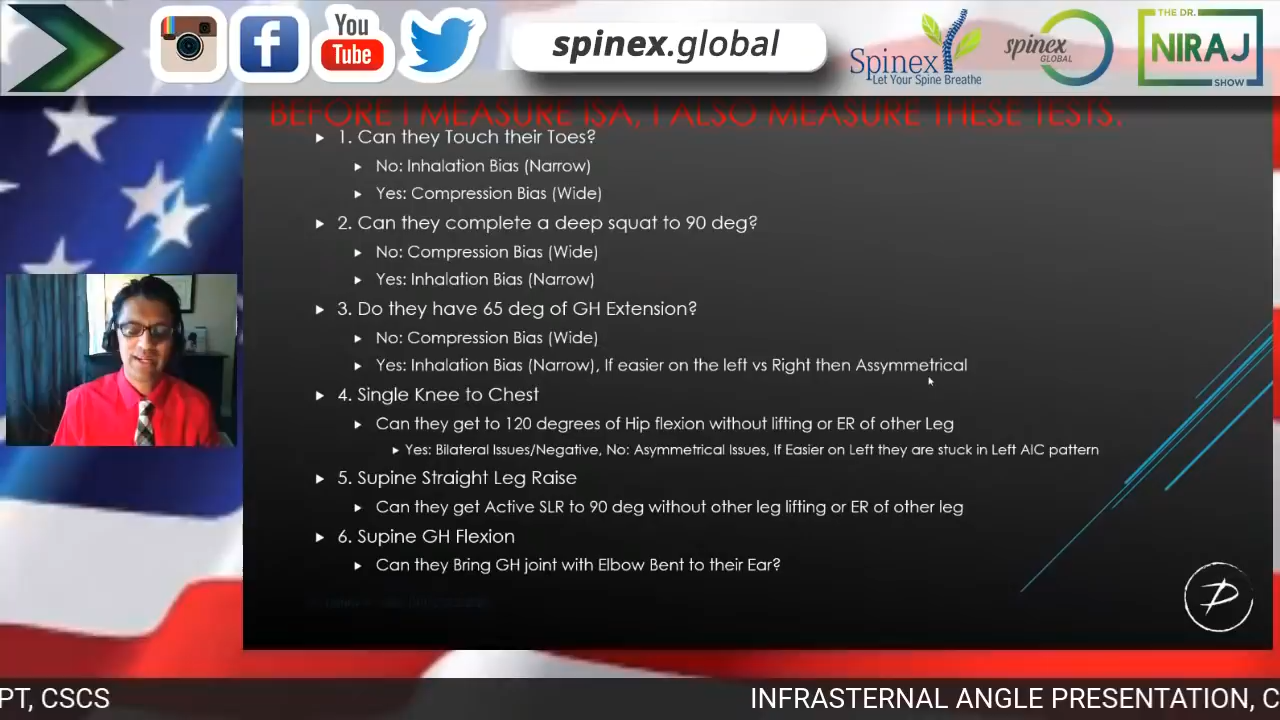 You
Tube
spinex.global
Spinex
Let Your Spine Breathe
spinex
GLOBAL
THE DR.
NIRAJ
SHOW
BEFORE I MEASURE ISA, I ALSO MEASURE THESE TESTS.
1. Can they Touch their Toes?
No: Inhalation Bias (Narrow)
Yes: Compression Bias (Wide)
2. Can they complete a deep squat to 90 deg?
No: Compression Bias (Wide)
Yes: Inhalation Bias (Narrow)
3. Do they have 65 deg of GH Extension?
No: Compression Bias (Wide)
Yes: Inhalation Bias (Narrow), If easier on the left vs Right then Assymmetrical
4. Single Knee to Chest
Can they get to 120 degrees of Hip flexion without lifting or ER of other Leg
Yes: Bilateral Issues/Negative, No: Asymmetrical Issues, If Easier on Left they are stuck in Left AIC pattern
5. Supine Straight Leg Raise
Can they get Active SLR to 90 deg without other leg lifting or ER of other leg
6. Supine GH Flexion
Can they Bring GH joint with Elbow Bent to their Ear?
PT, CSCS
INFRASTERNAL ANGLE PRESENTATION, C